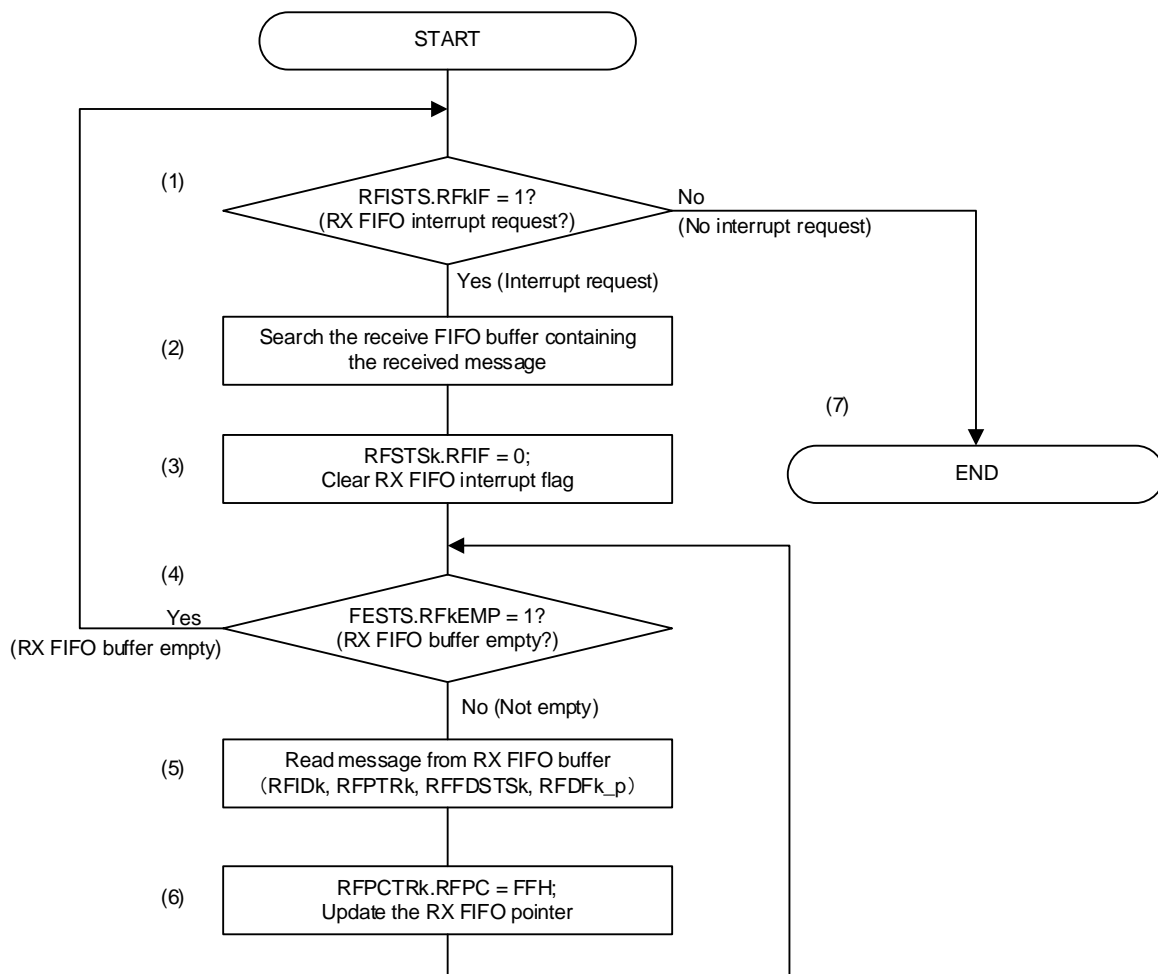 START
(1)
RFISTS.RFkIF = 1?
(RX FIFO interrupt request?)
No
(No interrupt request)
Yes (Interrupt request)
(2)
Search the receive FIFO buffer containing
the received message
(3)
RFSTSk.RFIF = 0;
Clear RX FIFO interrupt flag
(7)
END
(4)
FESTS.RFkEMP = 1?
(RX FIFO buffer empty?)
Yes
(RX FIFO buffer empty)
No (Not empty)
(5)
Read message from RX FIFO buffer
（RFIDk, RFPTRk, RFFDSTSk, RFDFk_p）
(6)
RFPCTRk.RFPC = FFH;
Update the RX FIFO pointer